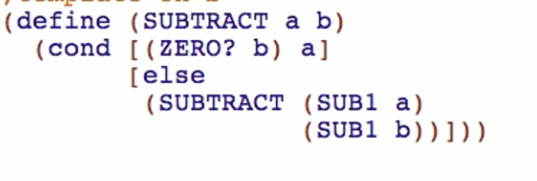 (define (SUBTRACT a b)
(cond [(ZERO? b) a]
[else
(SUBTRACT (SUB1 a)
(SUB1 b))]))